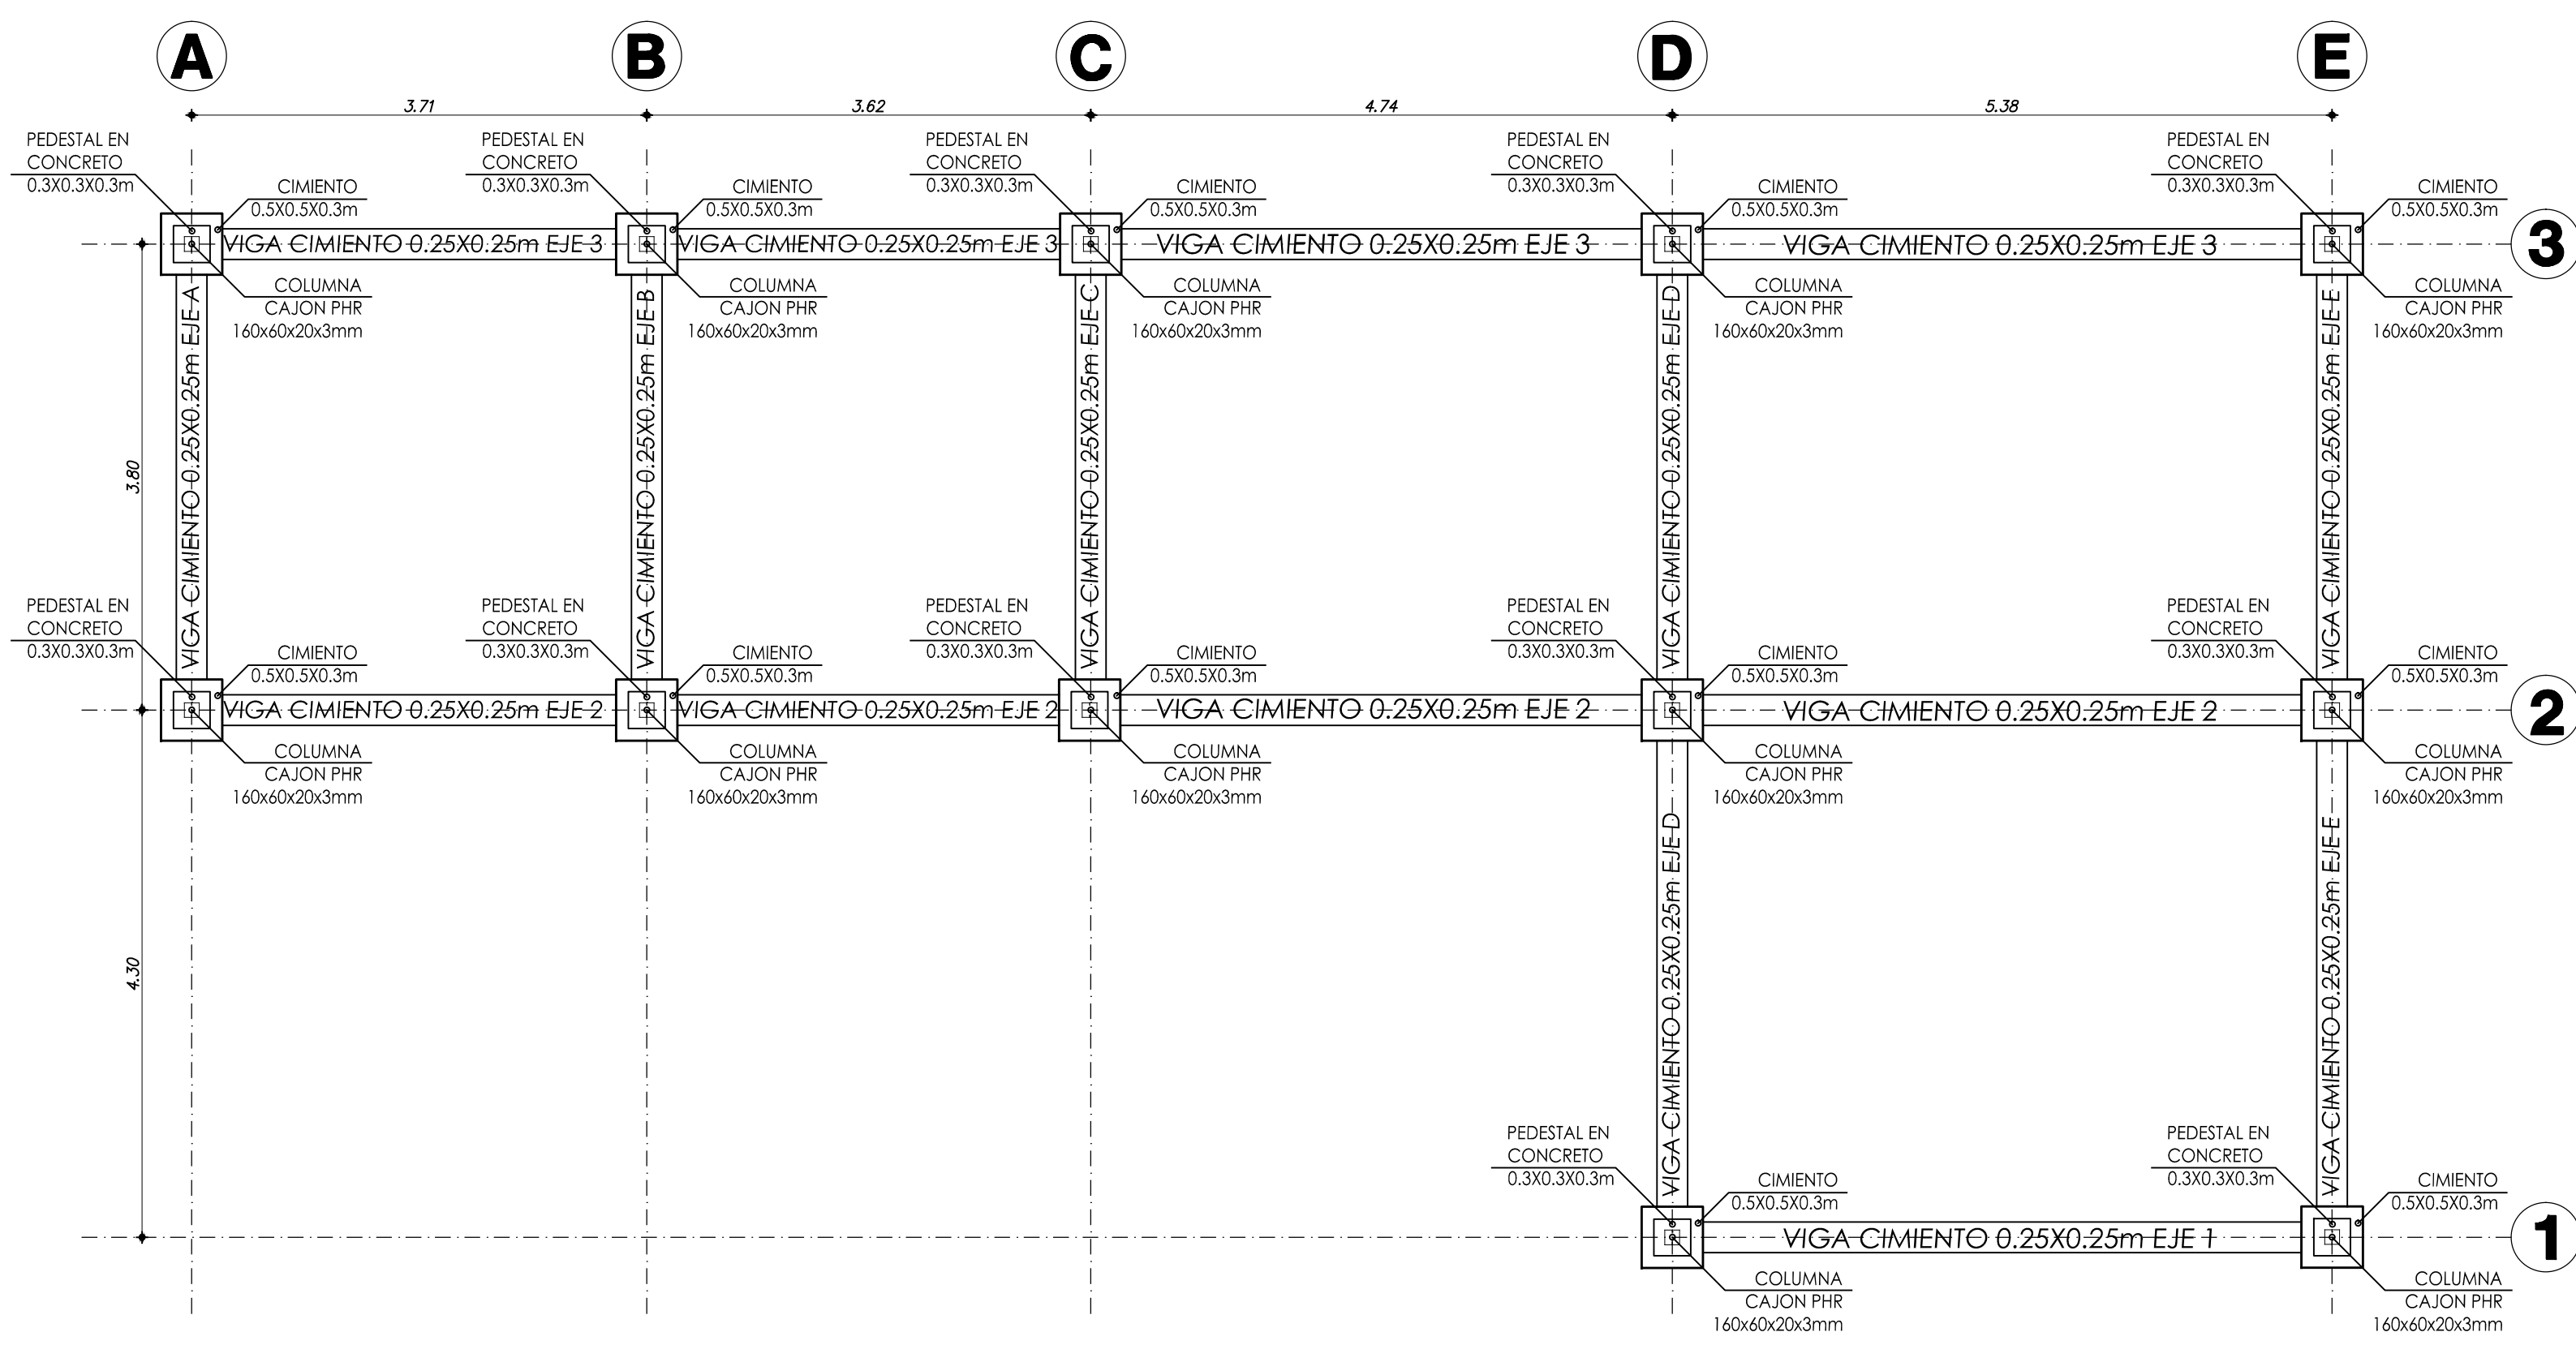 A
B
C
D
E
3.71
3.62
4.74
5.38
PEDESTAL EN
CONCRETO
0.3X0.3X0.3m
CIMIENTO
0.5X0.5X0.3m
PEDESTAL EN
CONCRETO
0.3X0.3X0.3m
CIMIENTO
0.5X0.5X0.3m
PEDESTAL EN
CONCRETO
0.3X0.3X0.3m
CIMIENTO
0.5X0.5X0.3m
PEDESTAL EN
CONCRETO
0.3X0.3X0.3m
CIMIENTO
0.5X0.5X0.3m
PEDESTAL EN
CONCRETO
0.3X0.3X0.3m
CIMIENTO
0.5X0.5X0.3m
VIGA CIMIENTO 0.25X0.25m EJE 3
VIGA CIMIENTO 0.25X0.25m EJE 3
VIGA CIMIENTO 0.25X0.25m EJE 3
VIGA CIMIENTO 0.25X0.25m EJE 3
3
COLUMNA
CAJON PHR
160x60x20x3mm
COLUMNA
CAJON PHR
160x60x20x3mm
COLUMNA
CAJON PHR
160x60x20x3mm
COLUMNA
CAJON PHR
160x60x20x3mm
COLUMNA
CAJON PHR
160x60x20x3mm
3.80
VIGA CIMIENTO 0.25X0.25m EJE A
VIGA CIMIENTO 0.25X0.25m EJE B
VIGA CIMIENTO 0.25X0.25m EJE C
VIGA CIMIENTO 0.25X0.25m EJE D
VIGA CIMIENTO 0.25X0.25m EJE E
PEDESTAL EN
CONCRETO
0.3X0.3X0.3m
CIMIENTO
0.5X0.5X0.3m
PEDESTAL EN
CONCRETO
0.3X0.3X0.3m
CIMIENTO
0.5X0.5X0.3m
PEDESTAL EN
CONCRETO
0.3X0.3X0.3m
CIMIENTO
0.5X0.5X0.3m
PEDESTAL EN
CONCRETO
0.3X0.3X0.3m
CIMIENTO
0.5X0.5X0.3m
PEDESTAL EN
CONCRETO
0.3X0.3X0.3m
CIMIENTO
0.5X0.5X0.3m
VIGA CIMIENTO 0.25X0.25m EJE 2
VIGA CIMIENTO 0.25X0.25m EJE 2
VIGA CIMIENTO 0.25X0.25m EJE 2
VIGA CIMIENTO 0.25X0.25m EJE 2
2
COLUMNA
CAJON PHR
160x60x20x3mm
COLUMNA
CAJON PHR
160x60x20x3mm
COLUMNA
CAJON PHR
160x60x20x3mm
COLUMNA
CAJON PHR
160x60x20x3mm
COLUMNA
CAJON PHR
160x60x20x3mm
4.30
VIGA CIMIENTO 0.25X0.25m EJE D
VIGA CIMIENTO 0.25X0.25m EJE E
PEDESTAL EN
CONCRETO
0.3X0.3X0.3m
CIMIENTO
0.5X0.5X0.3m
PEDESTAL EN
CONCRETO
0.3X0.3X0.3m
CIMIENTO
0.5X0.5X0.3m
VIGA CIMIENTO 0.25X0.25m EJE 1
1
COLUMNA
CAJON PHR
160x60x20x3mm
COLUMNA
CAJON PHR
160x60x20x3mm